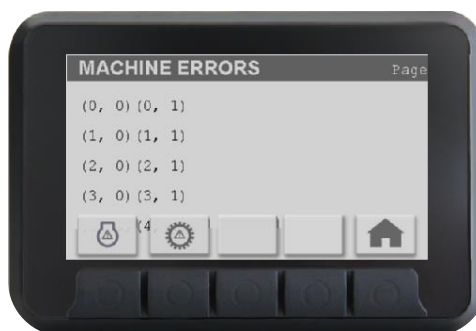 MACHINE ERRORS Page
(0, 0)(0, 1)
(1, 0)(1, 1)
(2, 0)(2, 1)
(3, 0)(3, 1)
(4,